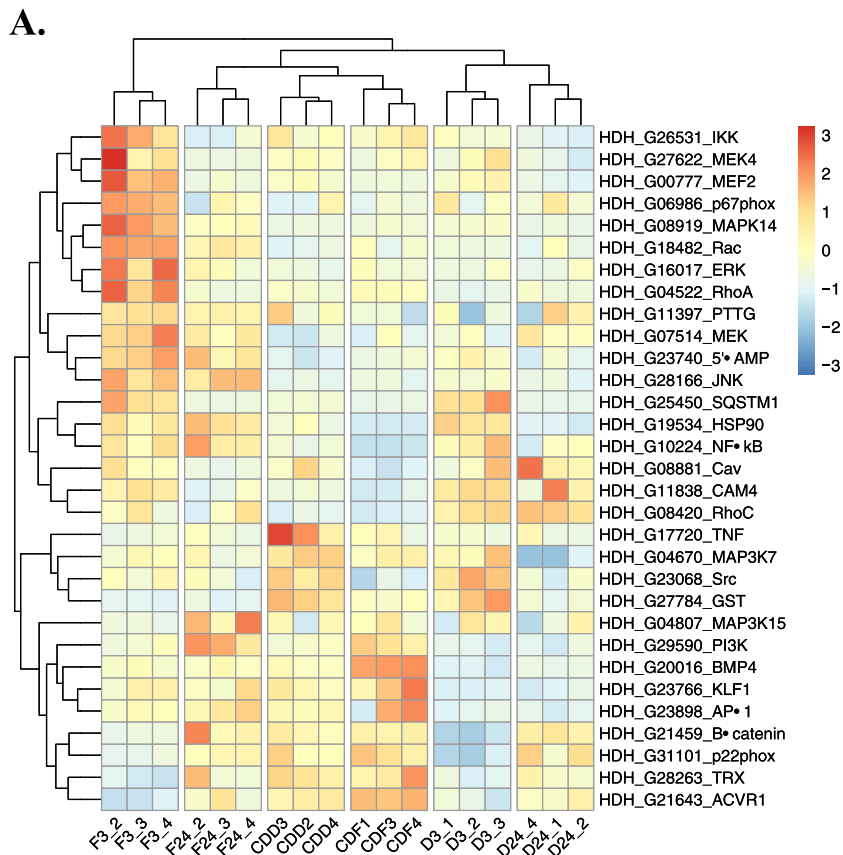 A.
3
2
1
0
−1
−2
−3
HDH_G26531_IKK
HDH_G27622_MEK4
HDH_G00777_MEF2
HDH_G06986_p67phox
HDH_G08919_MAPK14
HDH_G18482_Rac
HDH_G16017_ERK
HDH_G04522_RhoA
HDH_G11397_PTTG
HDH_G07514_MEK
HDH_G23740_5'• AMP
HDH_G28166_JNK
HDH_G25450_SQSTM1
HDH_G19534_HSP90
HDH_G10224_NF• kB
HDH_G08881_Cav
HDH_G11838_CAM4
HDH_G08420_RhoC
HDH_G17720_TNF
HDH_G04670_MAP3K7
HDH_G23068_Src
HDH_G27784_GST
HDH_G04807_MAP3K15
HDH_G29590_PI3K
HDH_G20016_BMP4
HDH_G23766_KLF1
HDH_G23898_AP• 1
HDH_G21459_B• catenin
HDH_G31101_p22phox
HDH_G28263_TRX
HDH_G21643_ACVR1
F3_2
F3_3
F3_4
F24_2
F24_3
F24_4
CDD3
CDD2
CDD4
CDF1
CDF3
CDF4
D3_1
D3_2
D3_3
D24_4
D24_1
D24_2